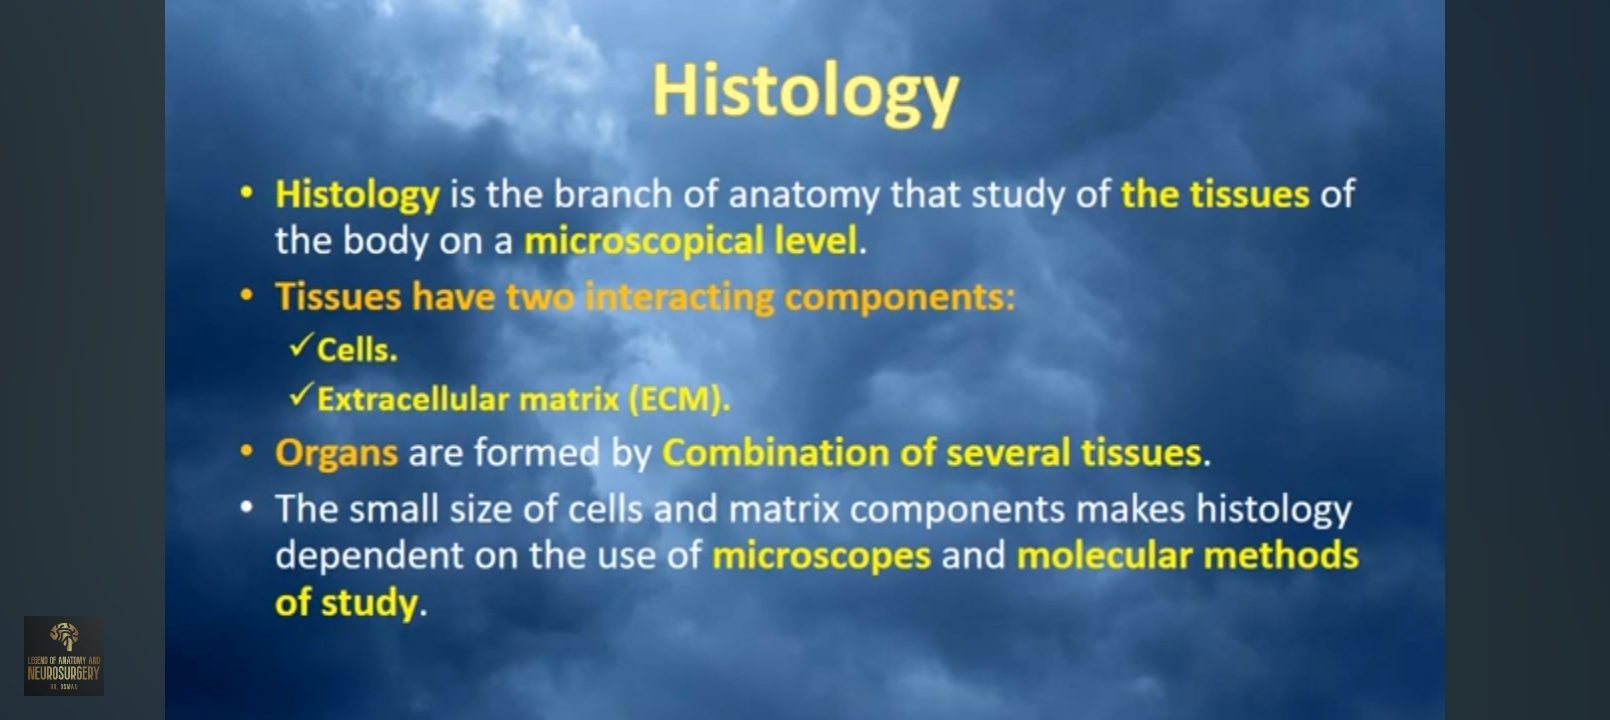 Histology
• Histology is the branch of anatomy that study of the tissues of
the body on a microscopical level.
• Tissues have two interacting components:
✓Cells.
✓Extracellular matrix (ECM).
• Organs are formed by Combination of several tissues.
• The small size of cells and matrix components makes histology
dependent on the use of microscopes and molecular methods
of study.
LEGEND OF ANATOMY AND
NEUROSURGERY